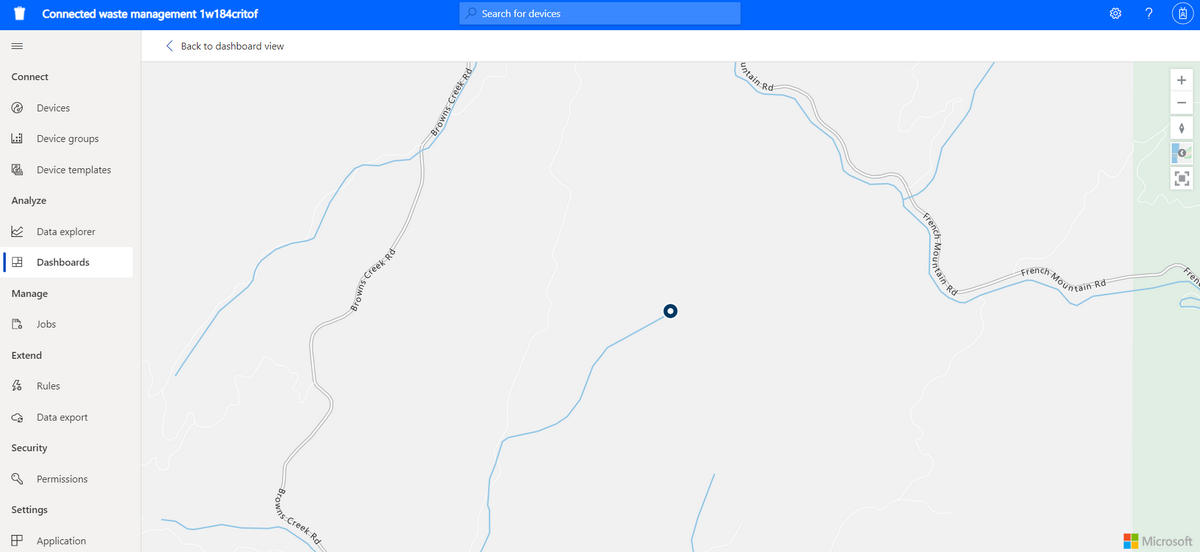 Connected waste management 1w184critof
Search for devices
?
Back to dashboard view
Connect
Devices
Device groups
Device templates
Analyze
Data explorer
Dashboards
Manage
Jobs
Extend
Rules
Data export
Security
Permissions
Settings
Application
Browns Creek Rd
Browns Creek Rd
Browns Creek Rd
untain Rd
French Mountain Rd
French Mountain Rd
Fren
Microsoft